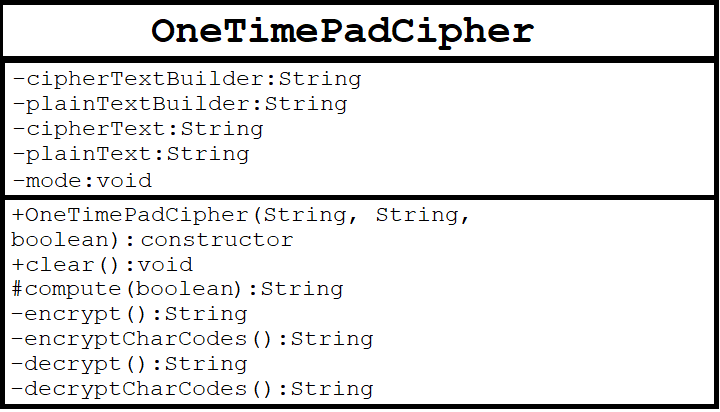 OneTimePadCipher
-cipherTextBuilder:String
-plainTextBuilder:String
-cipherText:String
-plainText:String
-mode:void
+OneTimePadCipher(String, String,
boolean):constructor
+clear():void
#compute(boolean):String
-encrypt():String
-encryptCharCodes():String
-decrypt():String
-decryptCharCodes():String